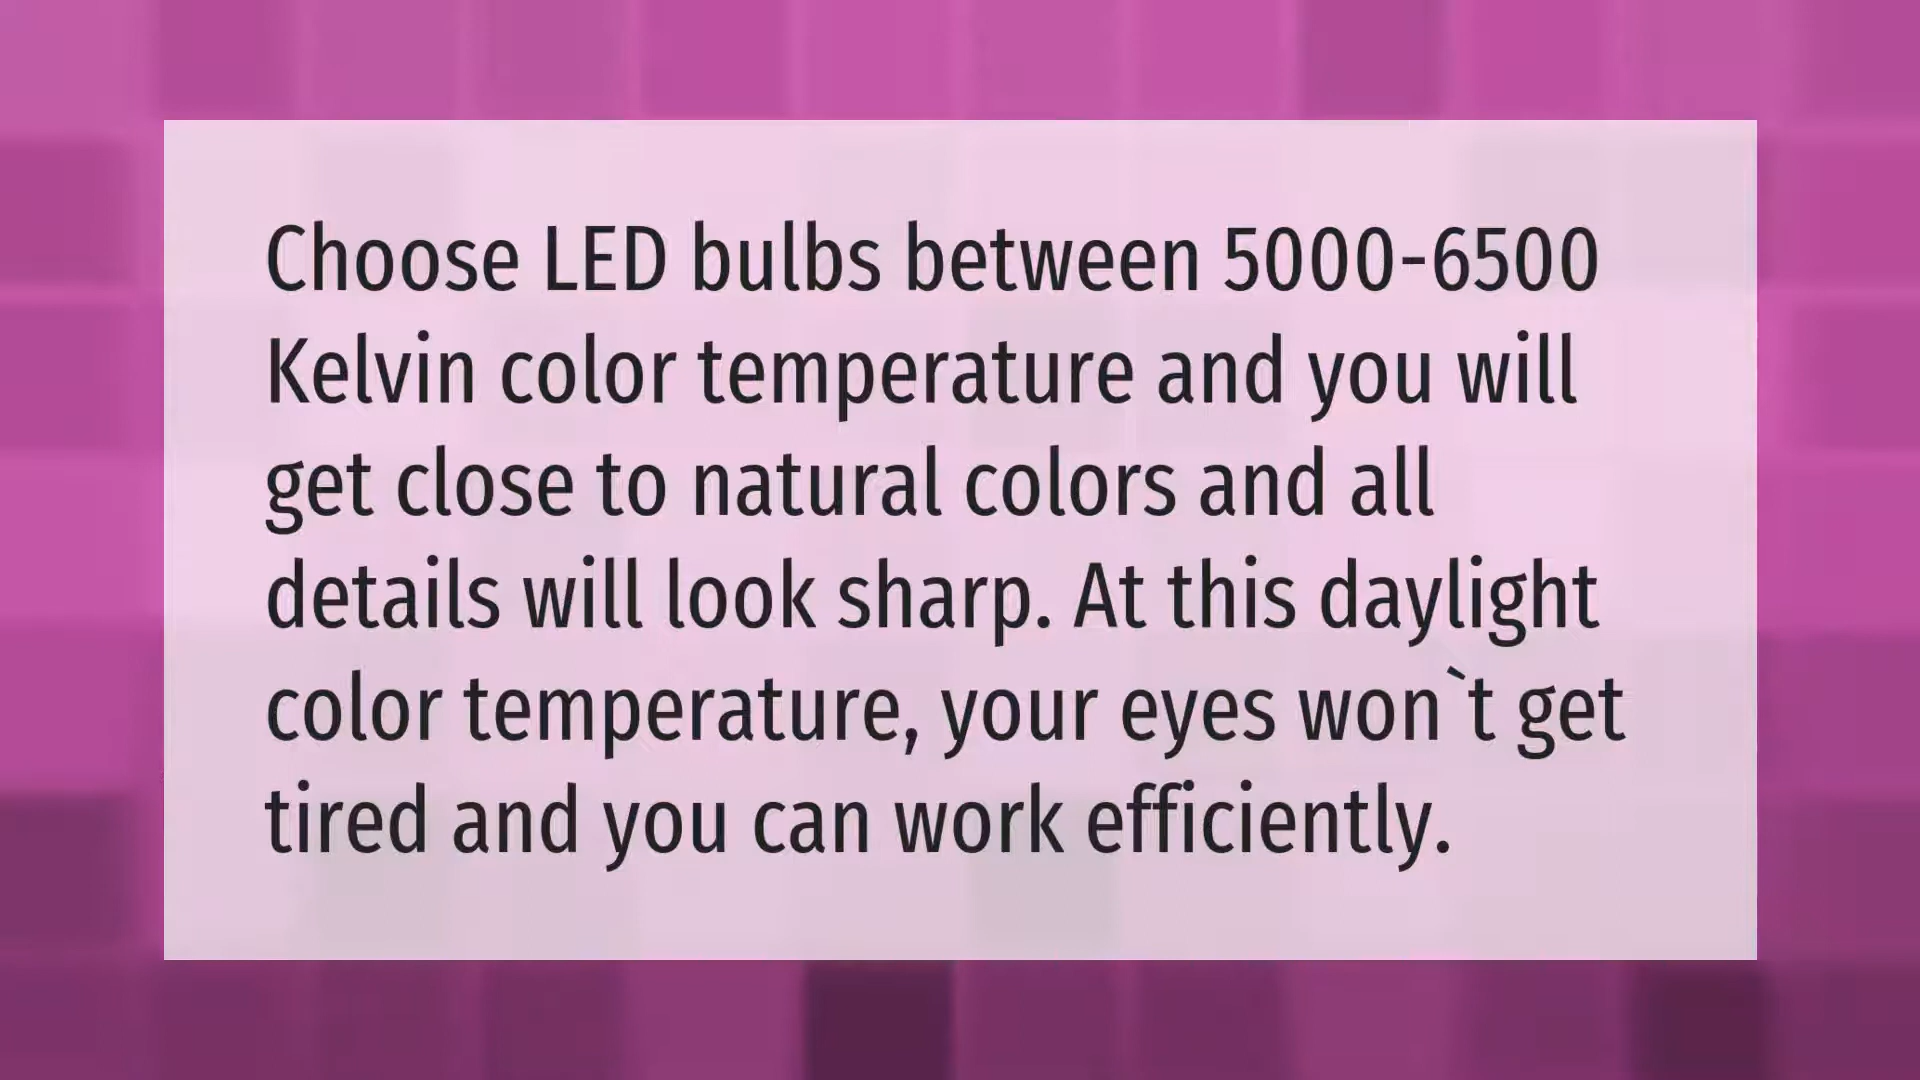 Choose LED bulbs between 5000-6500
Kelvin color temperature and you will
get close to natural colors and all
details will look sharp. At this daylight
color temperature, your eyes won`t get
tired and you can work efficiently.